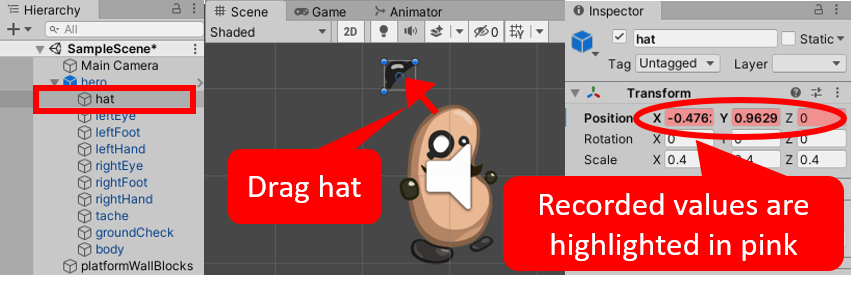 Hierarchy
All
SampleScene*
Main Camera
hero
hat
leftEye
leftFoot
leftHand
rightEye
rightFoot
rightHand
tache
groundCheck
body
platformWallBlocks
Scene
Game
Animator
Shaded
2D
0
Drag hat
Inspector
hat
Static
Tag Untagged Layer
Transform
Position X -0.476 Y 0.9629 Z 0
Rotation X 0 Y 0 Z 0
Scale X 0.4 0.4 Z 0.4
Recorded values are
highlighted in pink